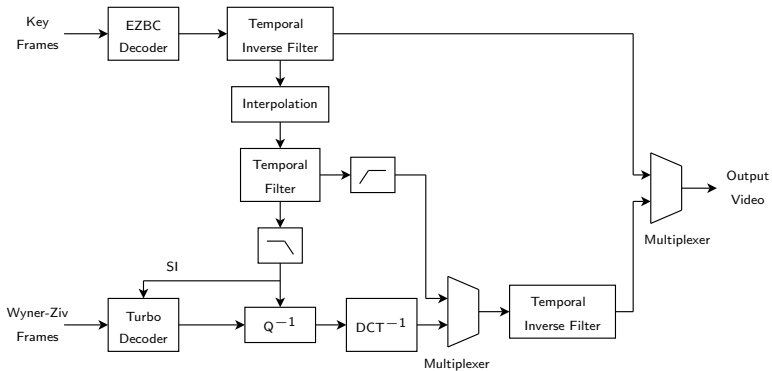 Key
Frames
EZBC
Decoder
Temporal
Inverse Filter
Interpolation
Temporal
Filter
Output
Video
Multiplexer
SI
Wyner-Ziv
Frames
Turbo
Decoder
Q⁻¹
DCT⁻¹
Temporal
Inverse Filter
Multiplexer